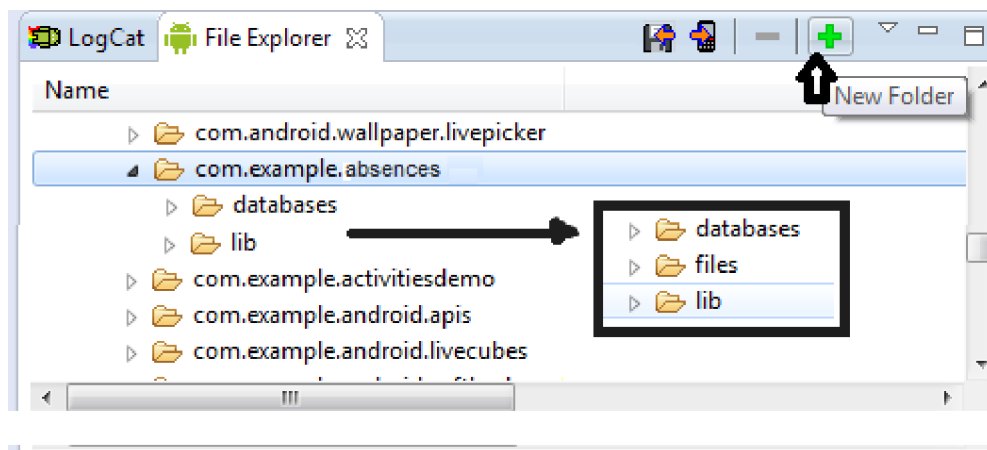 LogCat File Explorer
New Folder
Name
com.android.wallpaper.livepicker
com.example.absences
databases
lib
databases
files
lib
com.example.activitiesdemo
com.example.android.apis
com.example.android.livecubes